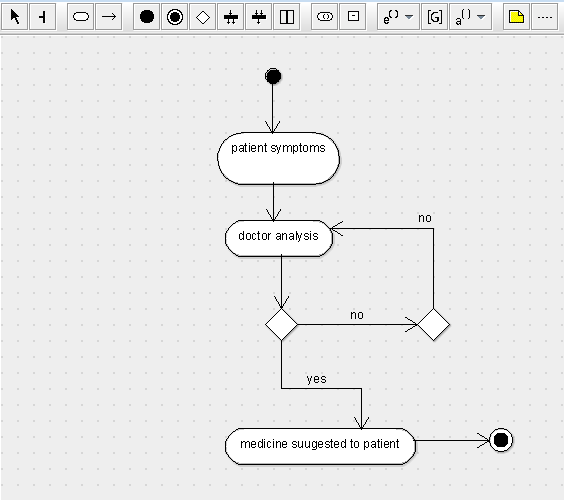 e()
[G]
a()
patient symptoms
no
doctor analysis
no
yes
medicine suugested to patient